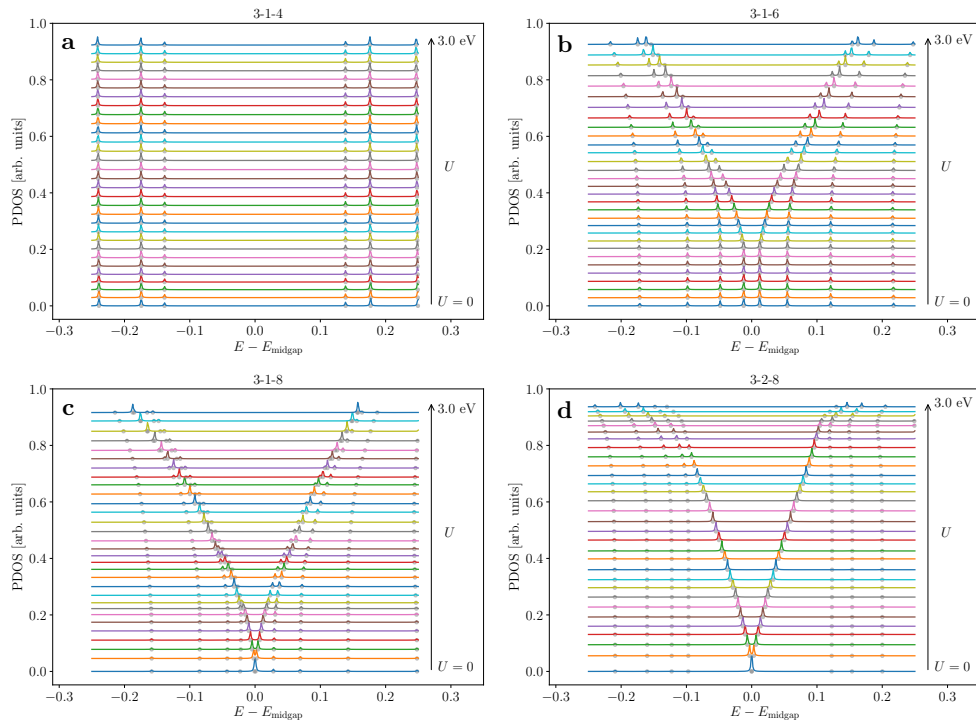 3-1-4
a
1.0
0.8
0.6
0.4
0.2
0.0
PDOS [arb. units]
3.0 eV
U
U = 0
−0.3 −0.2 −0.1 0.0 0.1 0.2 0.3
E − E_midgap
3-1-6
b
1.0
0.8
0.6
0.4
0.2
0.0
PDOS [arb. units]
3.0 eV
U
U = 0
−0.3 −0.2 −0.1 0.0 0.1 0.2 0.3
E − E_midgap
3-1-8
c
1.0
0.8
0.6
0.4
0.2
0.0
PDOS [arb. units]
3.0 eV
U
U = 0
−0.3 −0.2 −0.1 0.0 0.1 0.2 0.3
E − E_midgap
3-2-8
d
1.0
0.8
0.6
0.4
0.2
0.0
PDOS [arb. units]
3.0 eV
U
U = 0
−0.3 −0.2 −0.1 0.0 0.1 0.2 0.3
E − E_midgap